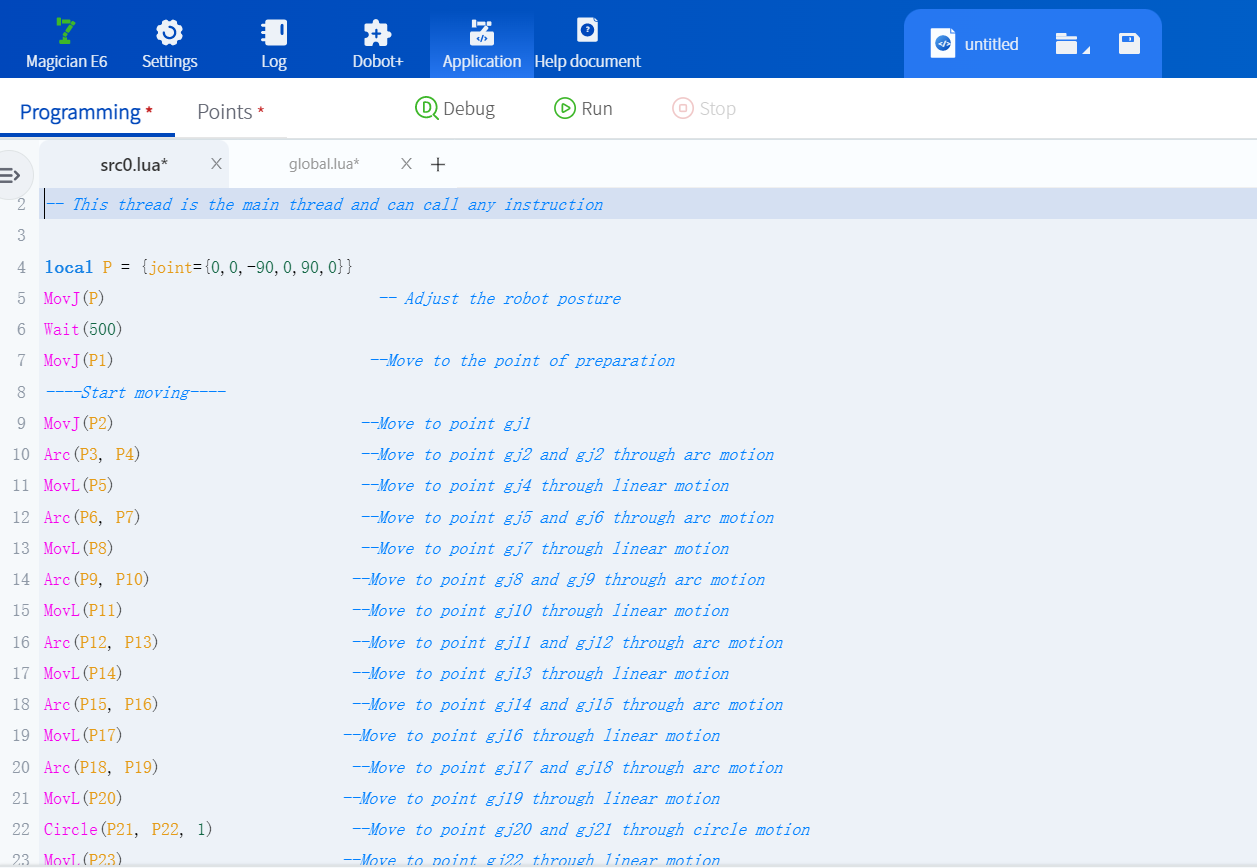 Magician E6 Settings Log Dobot+ Application Help document untitled
Programming * Points * Debug Run Stop
src0.lua* X global.lua* X +
2 -- This thread is the main thread and can call any instruction
3
4 local P = {joint={0,0,-90,0,90,0}}
5 MovJ(P) -- Adjust the robot posture
6 Wait(500)
7 MovJ(P1) --Move to the point of preparation
8 ----Start moving----
9 MovJ(P2) --Move to point gj1
10 Arc(P3, P4) --Move to point gj2 and gj2 through arc motion
11 MovL(P5) --Move to point gj4 through linear motion
12 Arc(P6, P7) --Move to point gj5 and gj6 through arc motion
13 MovL(P8) --Move to point gj7 through linear motion
14 Arc(P9, P10) --Move to point gj8 and gj9 through arc motion
15 MovL(P11) --Move to point gj10 through linear motion
16 Arc(P12, P13) --Move to point gj11 and gj12 through arc motion
17 MovL(P14) --Move to point gj13 through linear motion
18 Arc(P15, P16) --Move to point gj14 and gj15 through arc motion
19 MovL(P17) --Move to point gj16 through linear motion
20 Arc(P18, P19) --Move to point gj17 and gj18 through arc motion
21 MovL(P20) --Move to point gj19 through linear motion
22 Circle(P21, P22, 1) --Move to point gj20 and gj21 through circle motion
23 MovL(P23) --Move to point gj22 through linear motion